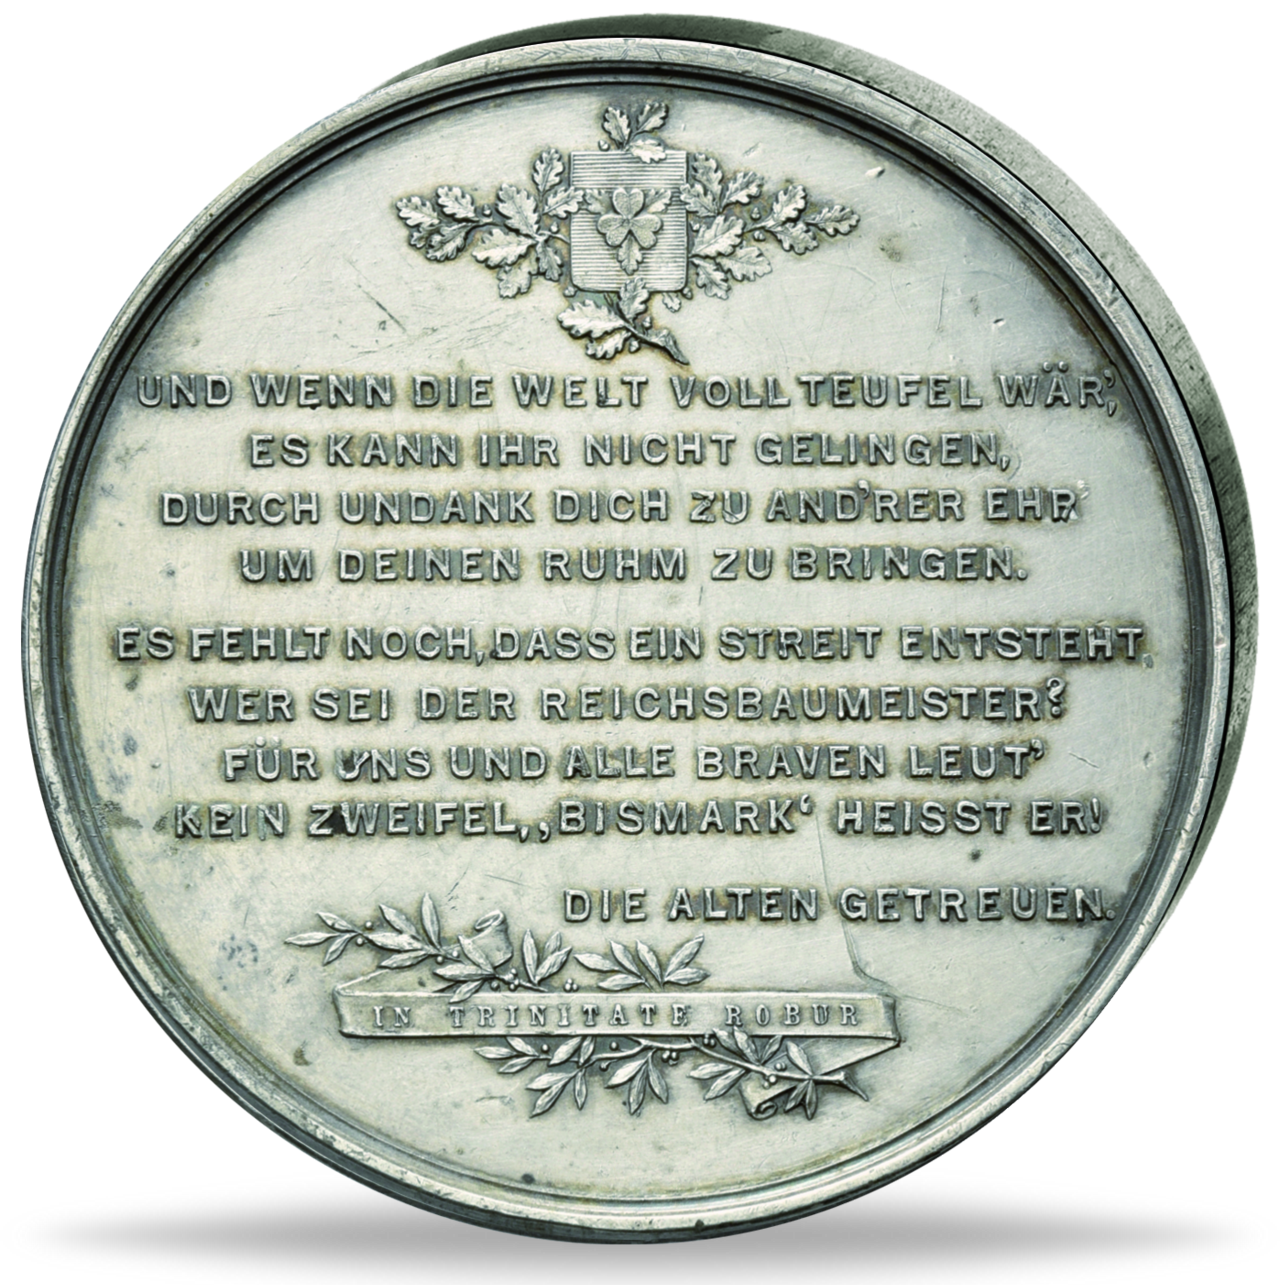 UND WENN DIE WELT VOLL TEUFEL WÄR',
ES KANN IHR NICHT GELINGEN,
DURCH UNDANK DICH ZU AND'RER EHR'
UM DEINEN RUHM ZU BRINGEN.
ES FEHLT NOCH, DASS EIN STREIT ENTSTEHT,
WER SEI DER REICHSBAUMEISTER?
FÜR UNS UND ALLE BRAVEN LEUT'
KEIN ZWEIFEL, „BISMARK‘ HEISST ER!
DIE ALTEN GETREUEN.
IN TRINITATE ROBUR